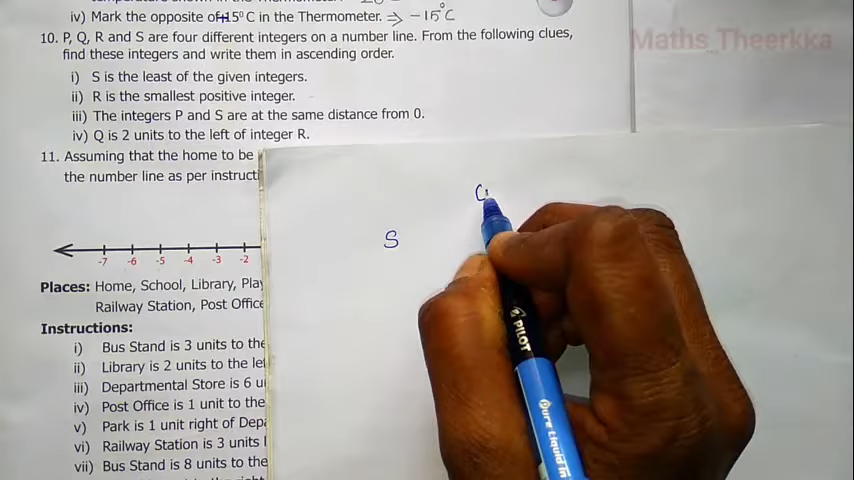 iv) Mark the opposite of +15°C in the Thermometer. ⇒ -15°C
10. P, Q, R and S are four different integers on a number line. From the following clues,
find these integers and write them in ascending order.
i) S is the least of the given integers.
ii) R is the smallest positive integer.
iii) The integers P and S are at the same distance from 0.
iv) Q is 2 units to the left of integer R.
11. Assuming that the home to be
the number line as per
-7 -6 -5 -4 -3 -2
Places: Home, School, Library,
Railway Station, Post Office
Instructions:
i) Bus Stand is 3 units to the
ii) Library is 2 units to the
iii) Departmental Store is 6
iv) Post Office is 1 unit to the
v) Park is 1 unit right of
vi) Railway Station is 3 units
vii) Bus Stand is 8 units to the
S
Maths Theerkka
PILOT
Pure Liquid